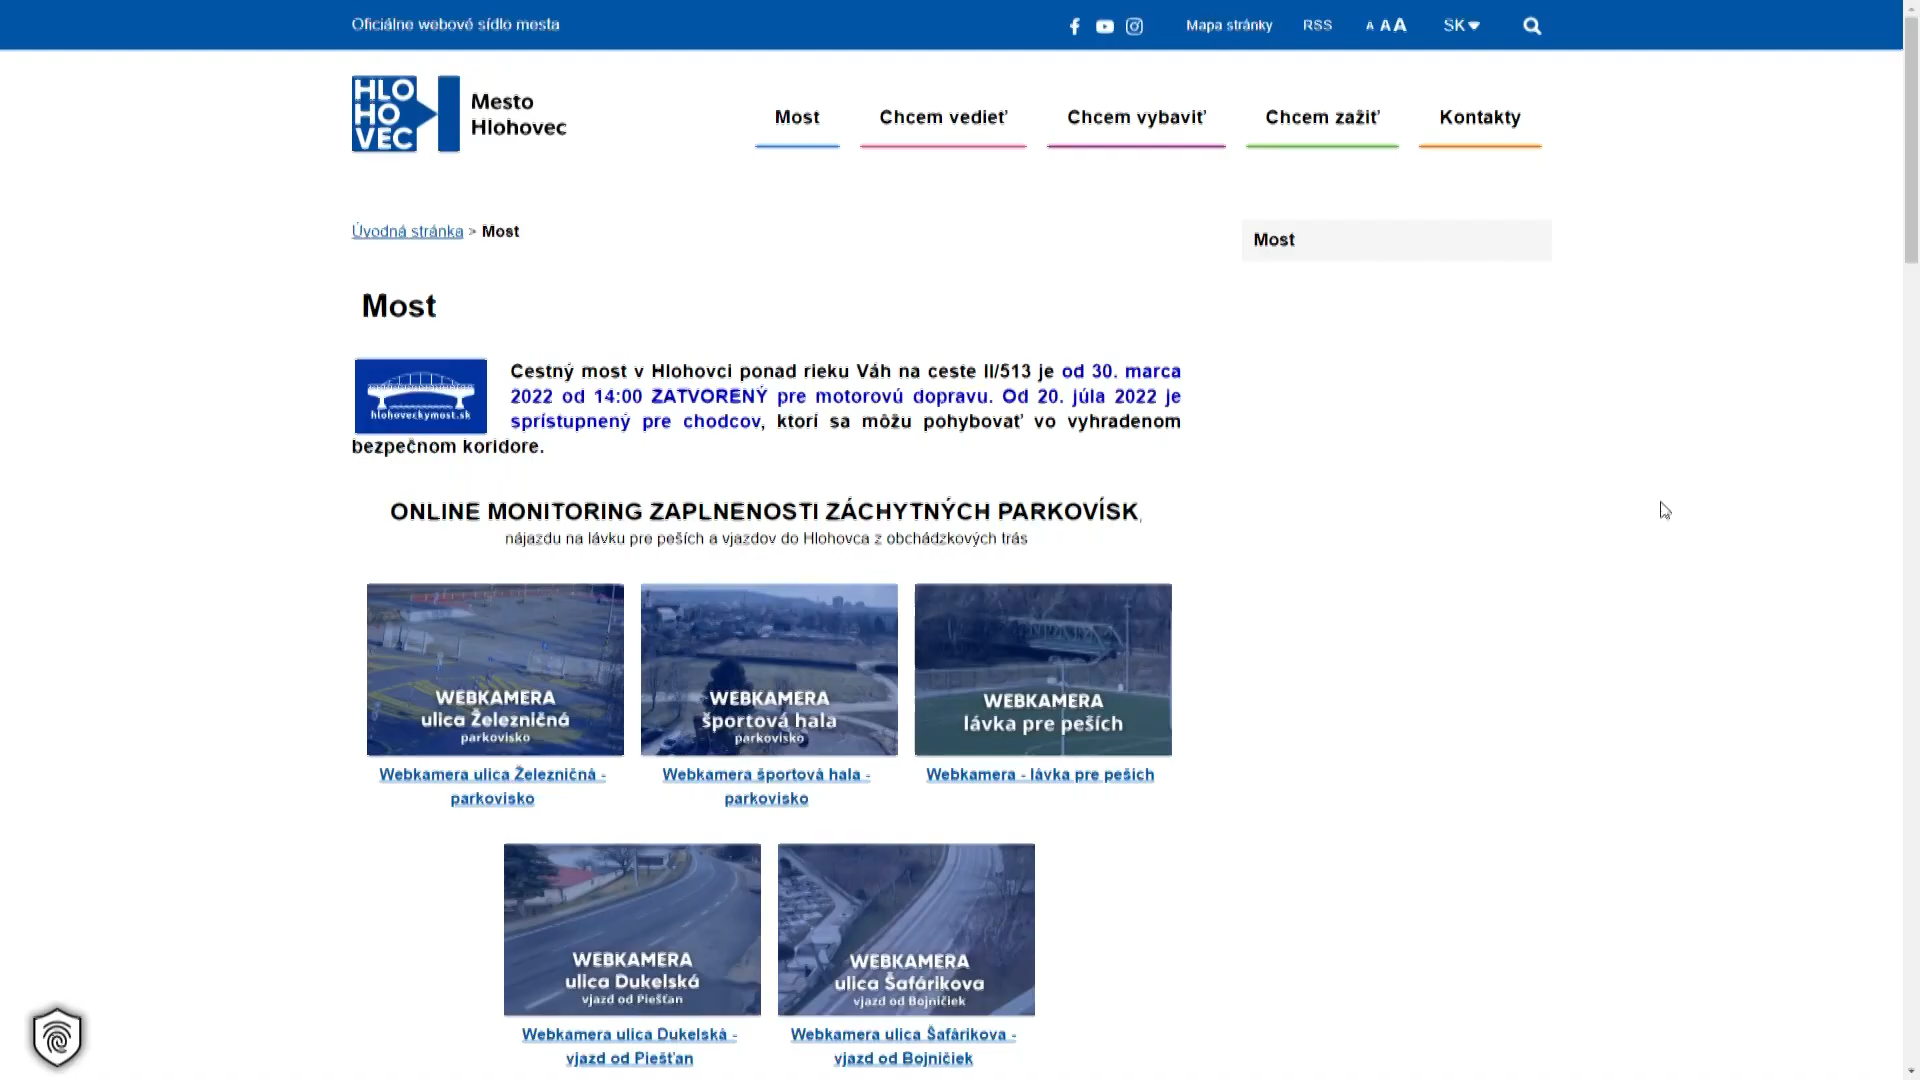 Oficiálne webové sídlo mesta
Mapa stránky RSS A A A SK
HLO
HO
VEC
Mesto
Hlohovec
Most Chcem vedieť Chcem vybaviť Chcem zažiť Kontakty
Úvodná stránka > Most
Most
Most
hlohoveckymost.sk
Cestný most v Hlohovci ponad rieku Váh na ceste II/513 je od 30. marca
2022 od 14:00 ZATVORENÝ pre motorovú dopravu. Od 20. júla 2022 je
sprístupnený pre chodcov, ktorí sa môžu pohybovať vo vyhradenom
bezpečnom koridore.
ONLINE MONITORING ZAPLNENOSTI ZÁCHYTNÝCH PARKOVÍSK,
nájazdu na lávku pre peších a vjazdov do Hlohovca z obchádzkových trás
WEBKAMERA
ulica Železničná
parkovisko
WEBKAMERA
športová hala
parkovisko
WEBKAMERA
lávka pre peších
Webkamera ulica Železničná -
parkovisko
Webkamera športová hala -
parkovisko
Webkamera - lávka pre pešich
WEBKAMERA
ulica Dukelská
vjazd od Piešťan
WEBKAMERA
ulica Šafárikova
vjazd od Bojničiek
Webkamera ulica Dukelská -
vjazd od Piešťan
Webkamera ulica Šafárikova -
vjazd od Bojničiek